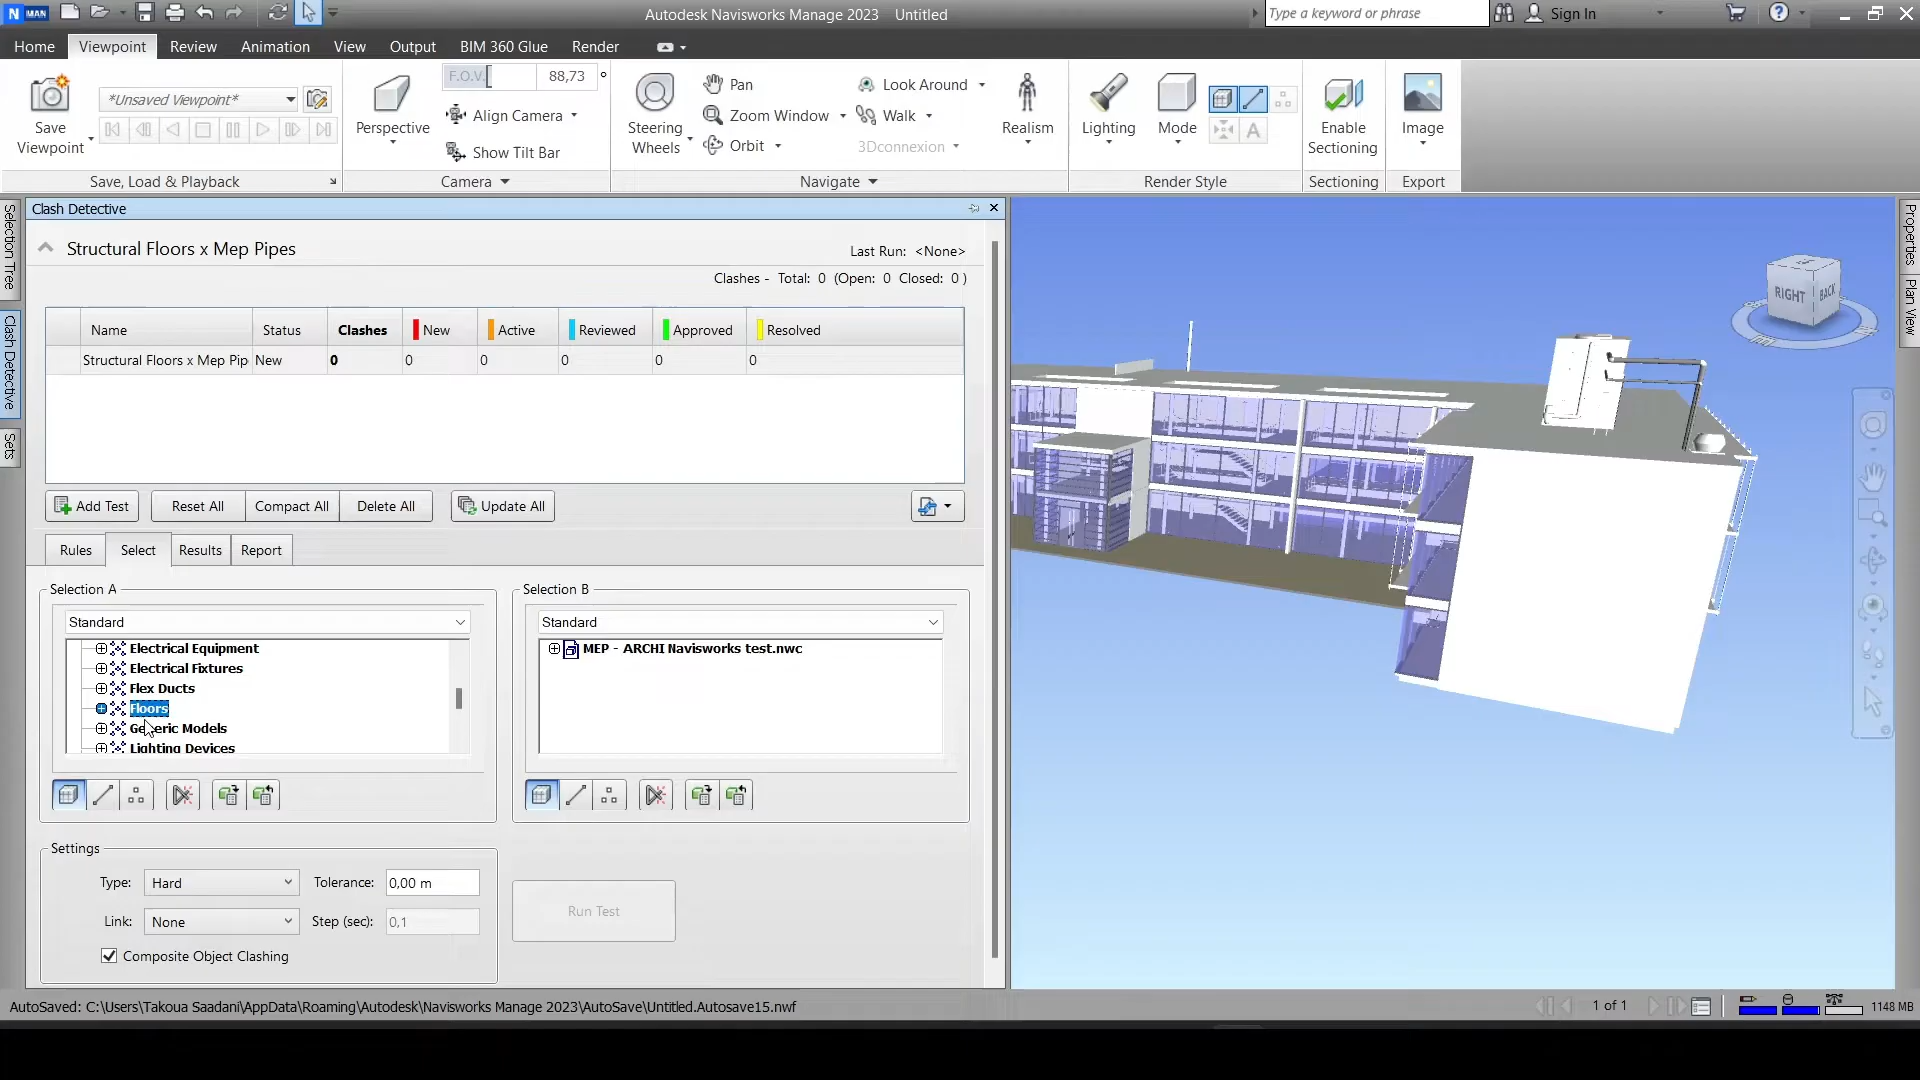 N MAN
Autodesk Navisworks Manage 2023 Untitled
Type a keyword or phrase
Sign In
Home Viewpoint Review Animation View Output BIM 360 Glue Render
Save
Viewpoint
*Unsaved Viewpoint*
Save, Load & Playback
Perspective
F.O.V.
88,73 °
Align Camera
Show Tilt Bar
Camera
Steering
Wheels
Pan
Zoom Window
Orbit
Look Around
Walk
3Dconnexion
Navigate
Realism
Lighting
Mode
A
Render Style
Enable
Sectioning
Sectioning
Image
Export
Selection Tree
Clash Detective
Sets
Properties
Plan View
Clash Detective
Structural Floors x Mep Pipes
Last Run: <None>
Clashes - Total: 0 (Open: 0 Closed: 0 )
Name Status Clashes New Active Reviewed Approved Resolved
Structural Floors x Mep Pip New 0 0 0 0 0 0
Add Test Reset All Compact All Delete All Update All
Rules Select Results Report
Selection A
Standard
Electrical Equipment
Electrical Fixtures
Flex Ducts
Floors
Generic Models
Lighting Devices
Selection B
Standard
MEP - ARCHI Navisworks test.nwc
Settings
Type: Hard Tolerance: 0,00 m
Link: None Step (sec): 0,1
Composite Object Clashing
Run Test
RIGHT BACK
AutoSaved: C:\Users\Takoua Saadani\AppData\Roaming\Autodesk\Navisworks Manage 2023\AutoSave\Untitled.Autosave15.nwf
1 of 1
1148 MB